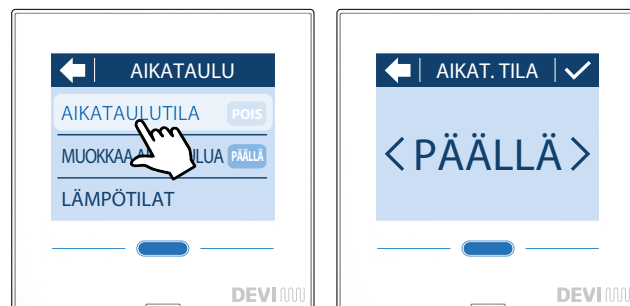 AIKATAULU
AIKATAULUTILA POIS
MUOKKAA PÄÄLLÄ
LÄMPÖTILAT
DEVI
AIKAT. TILA
< PÄÄLLÄ >
DEVI